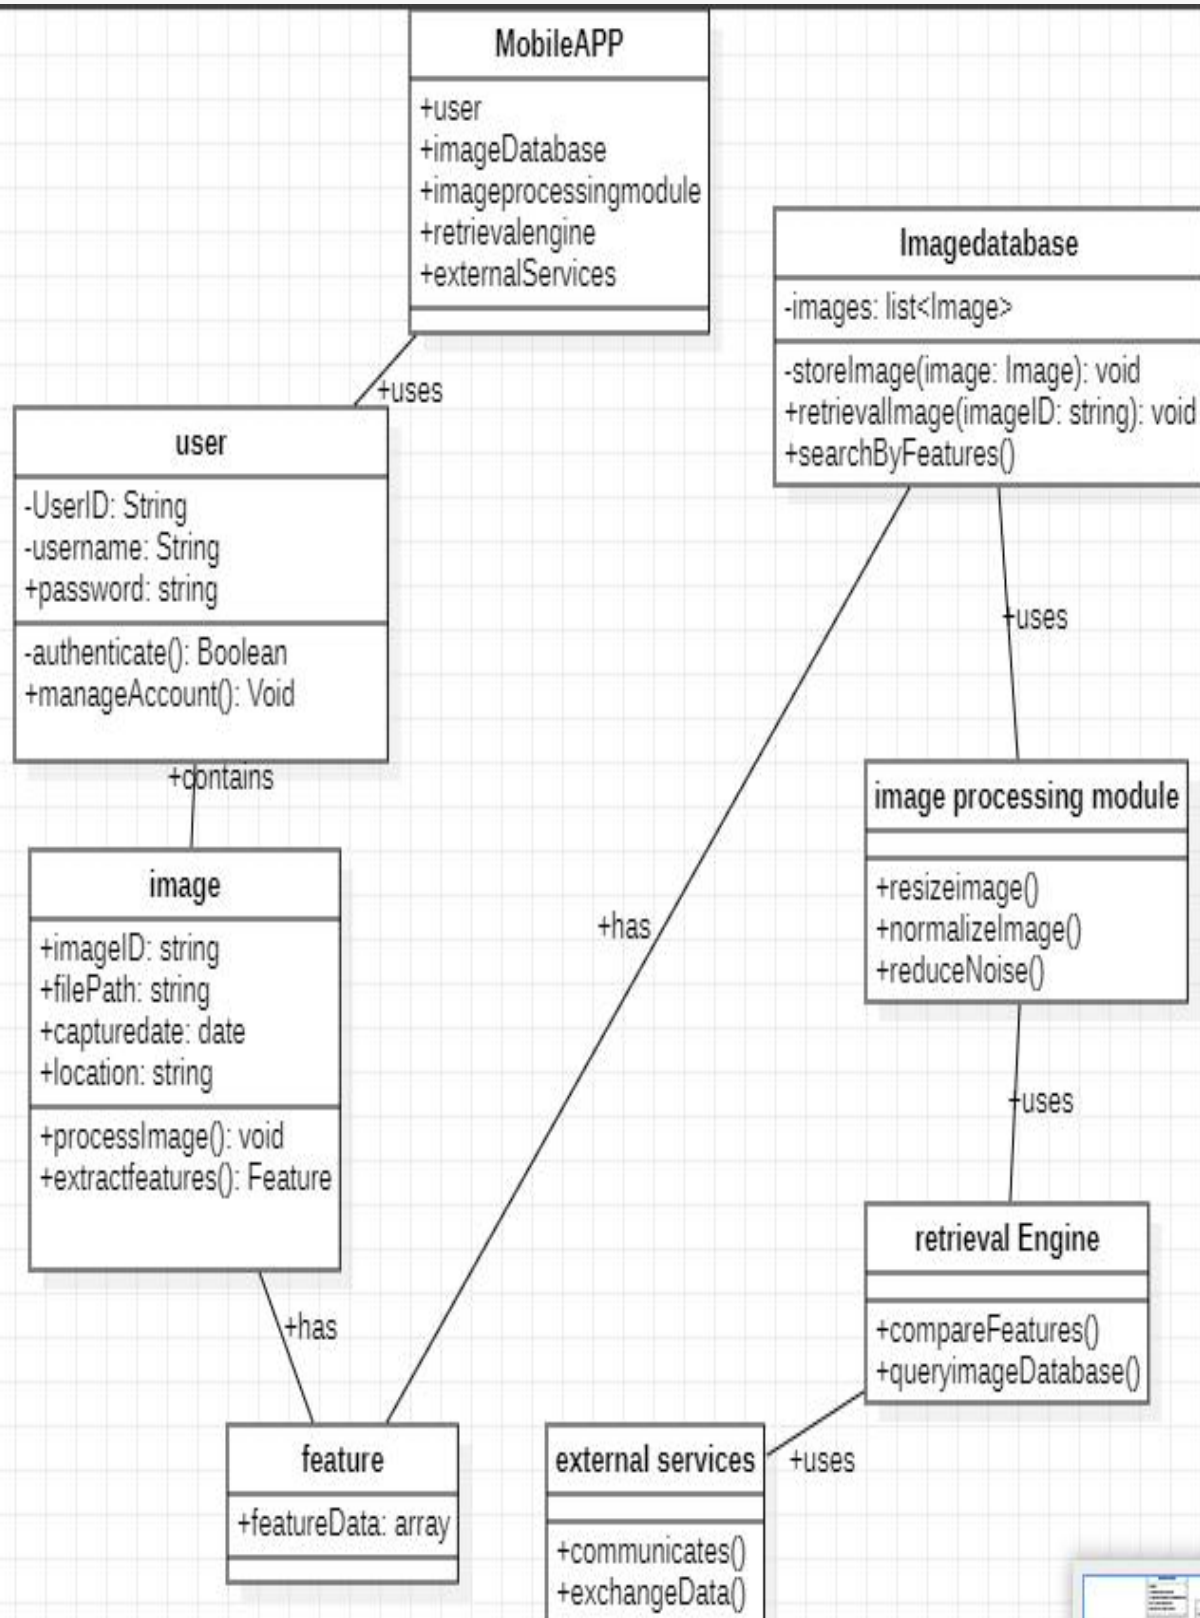 MobileAPP
+user
+imageDatabase
+imageprocessingmodule
+retrievalengine
+externalServices
Imagedatabase
-images: list<Image>
-storeImage(image: Image): void
+retrievalImage(imageID: string): void
+searchByFeatures()
+uses
user
-UserID: String
-username: String
+password: string
-authenticate(): Boolean
+manageAccount(): Void
+uses
+contains
image processing module
+resizeimage()
+normalizeImage()
+reduceNoise()
image
+imageID: string
+filePath: string
+capturedate: date
+location: string
+processImage(): void
+extractfeatures(): Feature
+has
+uses
retrieval Engine
+compareFeatures()
+queryimageDatabase()
+has
feature
+featureData: array
external services
+communicates()
+exchangeData()
+uses